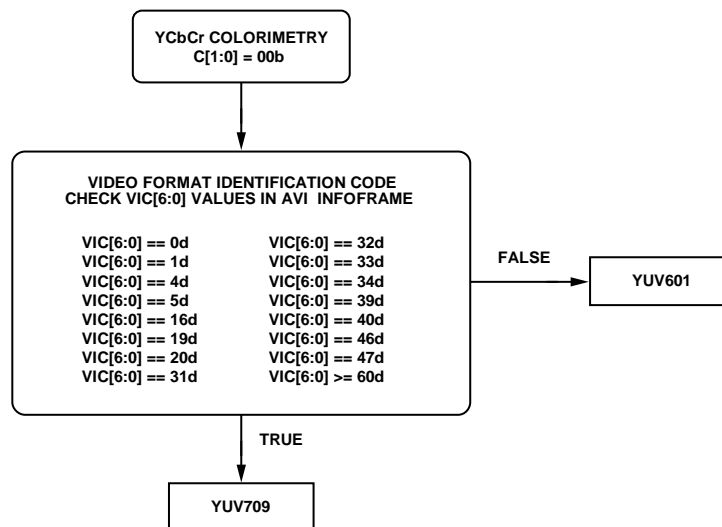 YCbCr COLORIMETRY
C[1:0] = 00b
VIDEO FORMAT IDENTIFICATION CODE
CHECK VIC[6:0] VALUES IN AVI INFOFRAME
VIC[6:0] == 0d
VIC[6:0] == 1d
VIC[6:0] == 4d
VIC[6:0] == 5d
VIC[6:0] == 16d
VIC[6:0] == 19d
VIC[6:0] == 20d
VIC[6:0] == 31d
VIC[6:0] == 32d
VIC[6:0] == 33d
VIC[6:0] == 34d
VIC[6:0] == 39d
VIC[6:0] == 40d
VIC[6:0] == 46d
VIC[6:0] == 47d
VIC[6:0] >= 60d
FALSE
YUV601
TRUE
YUV709